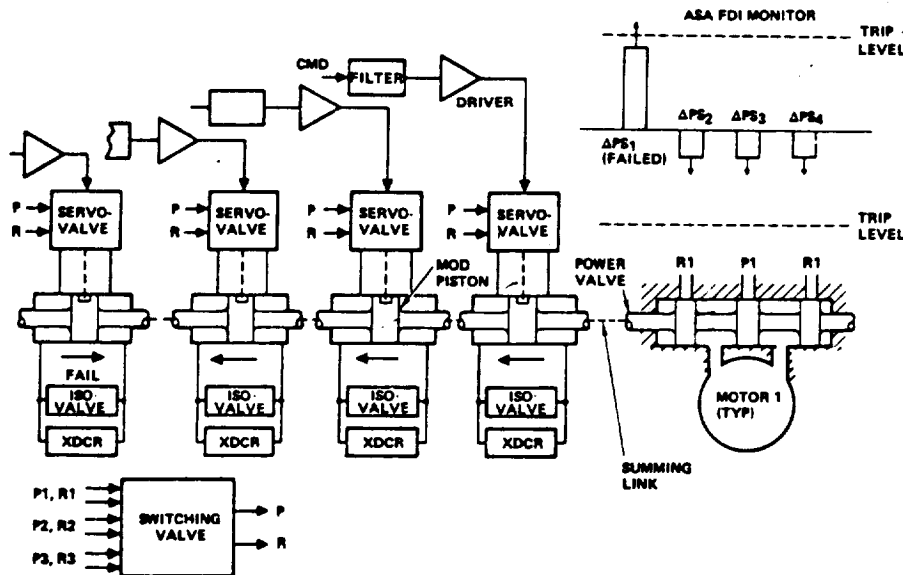 ASA FDI MONITOR
TRIP
LEVEL
CMD
FILTER
DRIVER
ΔPS2
ΔPS3
ΔPS4
ΔPS1
(FAILED)
P
R
SERVO-
VALVE
P
R
SERVO-
VALVE
P
R
SERVO-
VALVE
P
R
SERVO-
VALVE
TRIP
LEVEL
MOD
PISTON
POWER
VALVE
R1
P1
R1
FAIL
ISO-
VALVE
XDCR
ISO-
VALVE
XDCR
ISO-
VALVE
XDCR
ISO-
VALVE
XDCR
MOTOR 1
(TYP)
SUMMING
LINK
P1, R1
P2, R2
P3, R3
SWITCHING
VALVE
P
R